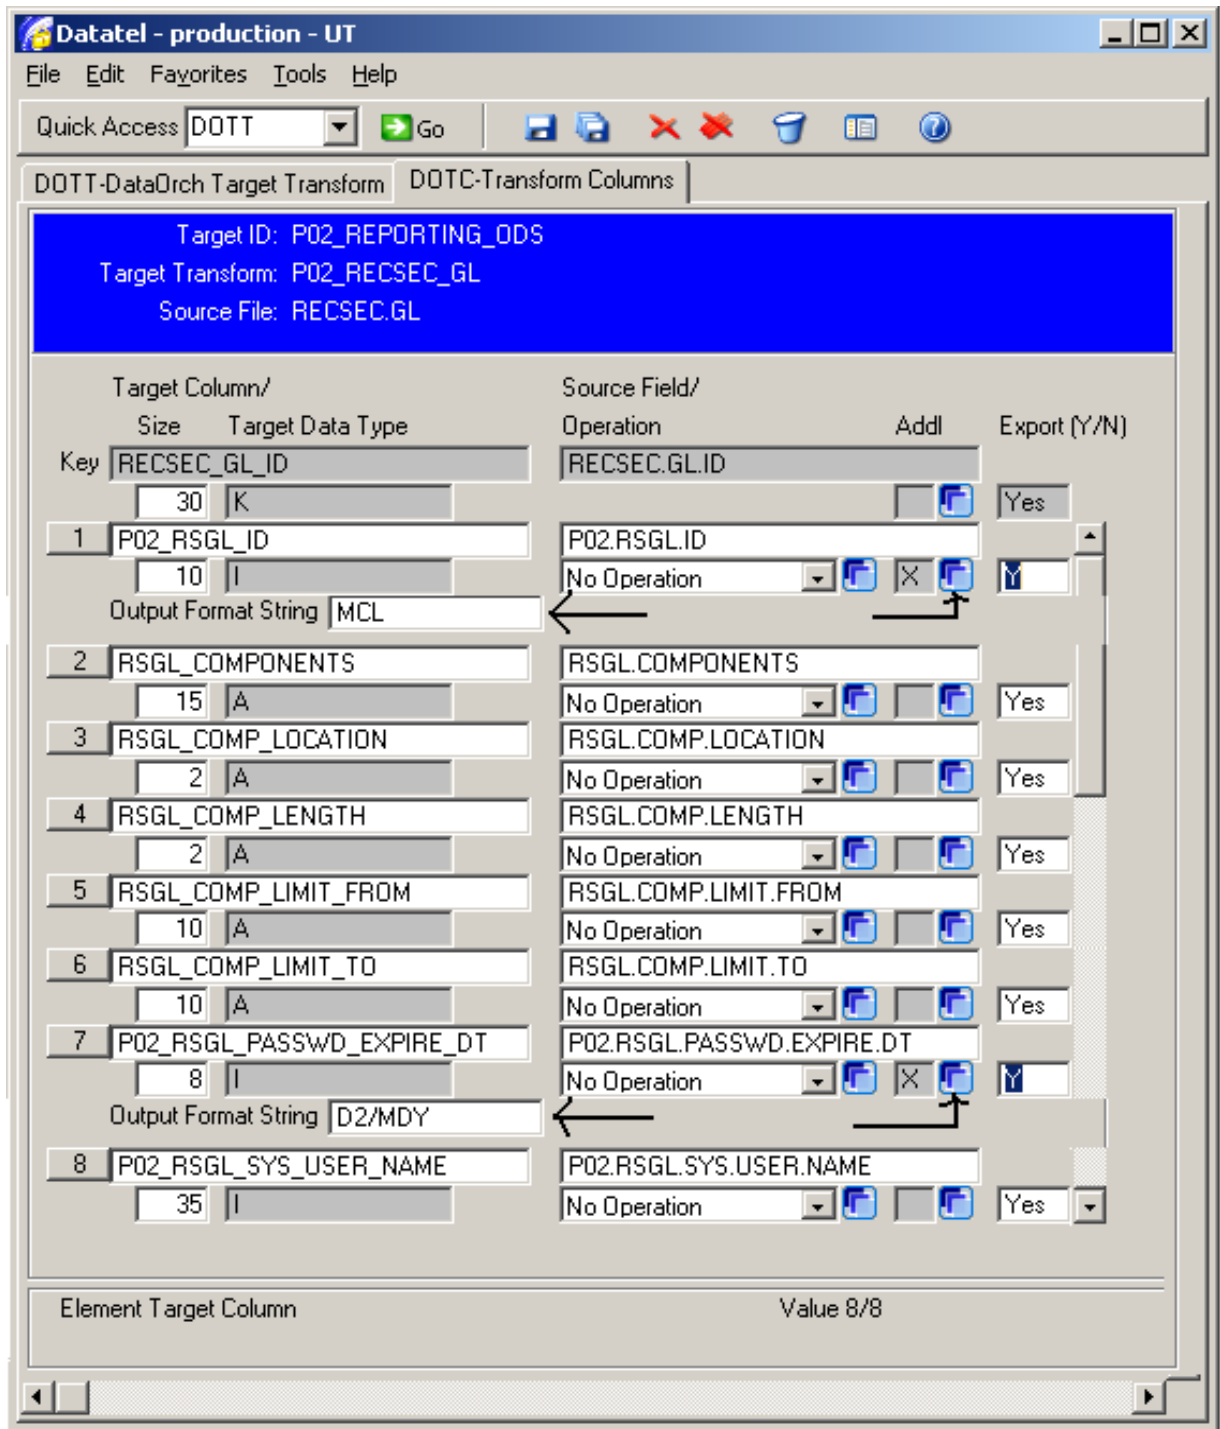 Datatel - production - UT
File Edit Favorites Tools Help
Quick Access DOTT Go
DOTT-DataOrch Target Transform DOTC-Transform Columns
Target ID: P02_REPORTING_ODS
Target Transform: P02_RECSEC_GL
Source File: RECSEC.GL
Target Column/ Source Field/
Size Target Data Type Operation Addl Export (Y/N)
Key RECSEC_GL_ID RECSEC.GL.ID
30 K Yes
1 P02_RSGL_ID P02.RSGL.ID
10 I No Operation X Y
Output Format String MCL
2 RSGL_COMPONENTS RSGL.COMPONENTS
15 A No Operation Yes
3 RSGL_COMP_LOCATION RSGL.COMP.LOCATION
2 A No Operation Yes
4 RSGL_COMP_LENGTH RSGL.COMP.LENGTH
2 A No Operation Yes
5 RSGL_COMP_LIMIT_FROM RSGL.COMP.LIMIT.FROM
10 A No Operation Yes
6 RSGL_COMP_LIMIT_TO RSGL.COMP.LIMIT.TO
10 A No Operation Yes
7 P02_RSGL_PASSWD_EXPIRE_DT P02.RSGL.PASSWD.EXPIRE.DT
8 I No Operation X Y
Output Format String D2/MDY
8 P02_RSGL_SYS_USER_NAME P02.RSGL.SYS.USER.NAME
35 I No Operation Yes
Element Target Column Value 8/8